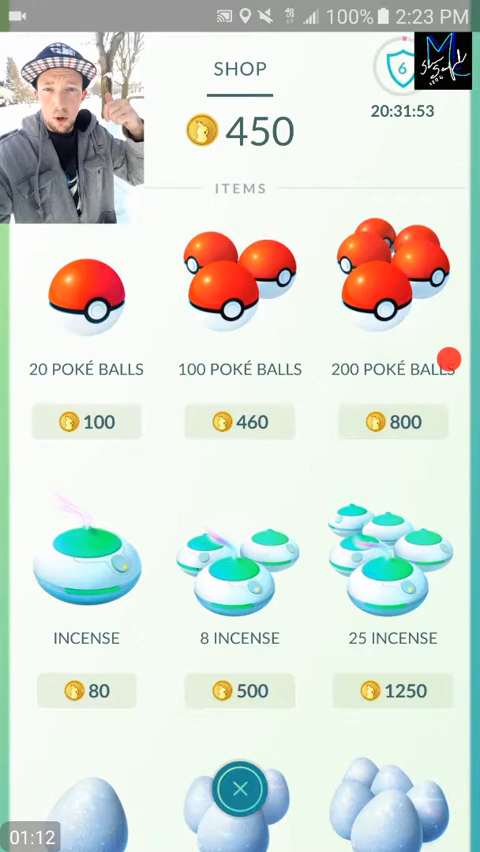 100% 2:23 PM
SHOP
6
20:31:53
450
ITEMS
20 POKÉ BALLS
100 POKÉ BALLS
200 POKÉ BALLS
100
460
800
INCENSE
8 INCENSE
25 INCENSE
80
500
1250
01:12